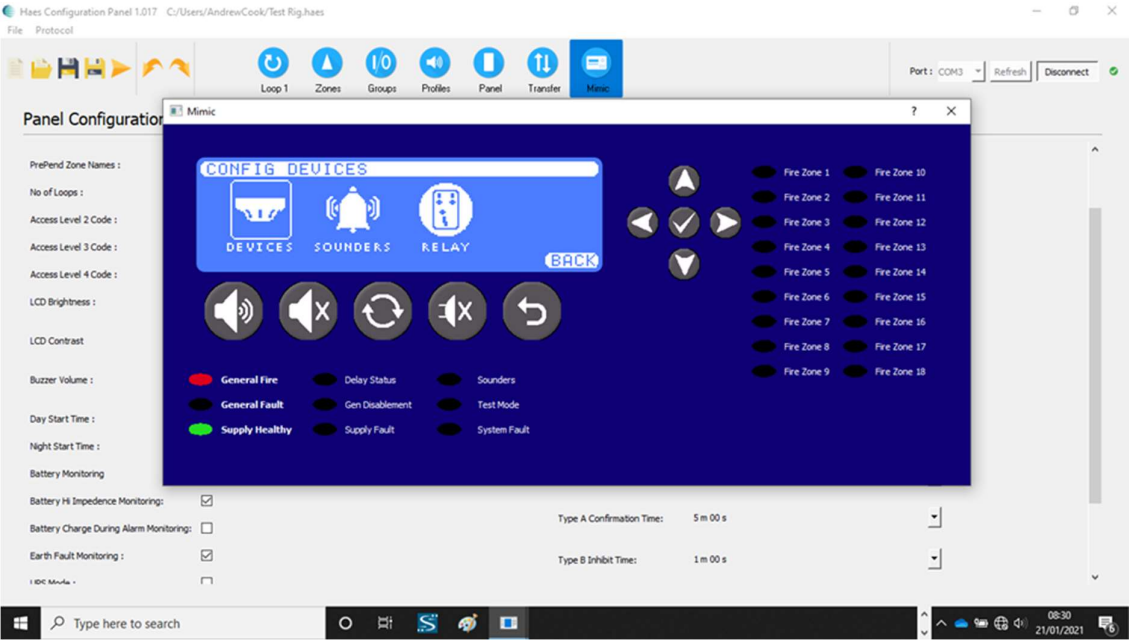 Haes Configuration Panel 1.017 C:/Users/AndrewCook/Test Rig.haes
File Protocol
Loop 1 Zones Groups Profiles Panel Transfer Mimic
Port : COM3 Refresh Disconnect
Panel Configuration
Mimic ?
PrePend Zone Names :
No of Loops :
Access Level 2 Code :
Access Level 3 Code :
Access Level 4 Code :
LCD Brightness :
LCD Contrast
Buzzer Volume :
Day Start Time :
Night Start Time :
Battery Monitoring
Battery Hi Impedence Monitoring:
Battery Charge During Alarm Monitoring:
Earth Fault Monitoring :
CONFIG DEVICES
DEVICES SOUNDERS RELAY
BACK
General Fire Delay Status Sounders
General Fault Gen Disablement Test Mode
Supply Healthy Supply Fault System Fault
Fire Zone 1 Fire Zone 10
Fire Zone 2 Fire Zone 11
Fire Zone 3 Fire Zone 12
Fire Zone 4 Fire Zone 13
Fire Zone 5 Fire Zone 14
Fire Zone 6 Fire Zone 15
Fire Zone 7 Fire Zone 16
Fire Zone 8 Fire Zone 17
Fire Zone 9 Fire Zone 18
Type A Confirmation Time: 5 m 00 s
Type B Inhibit Time: 1 m 00 s
Type here to search
08:30
21/01/2021